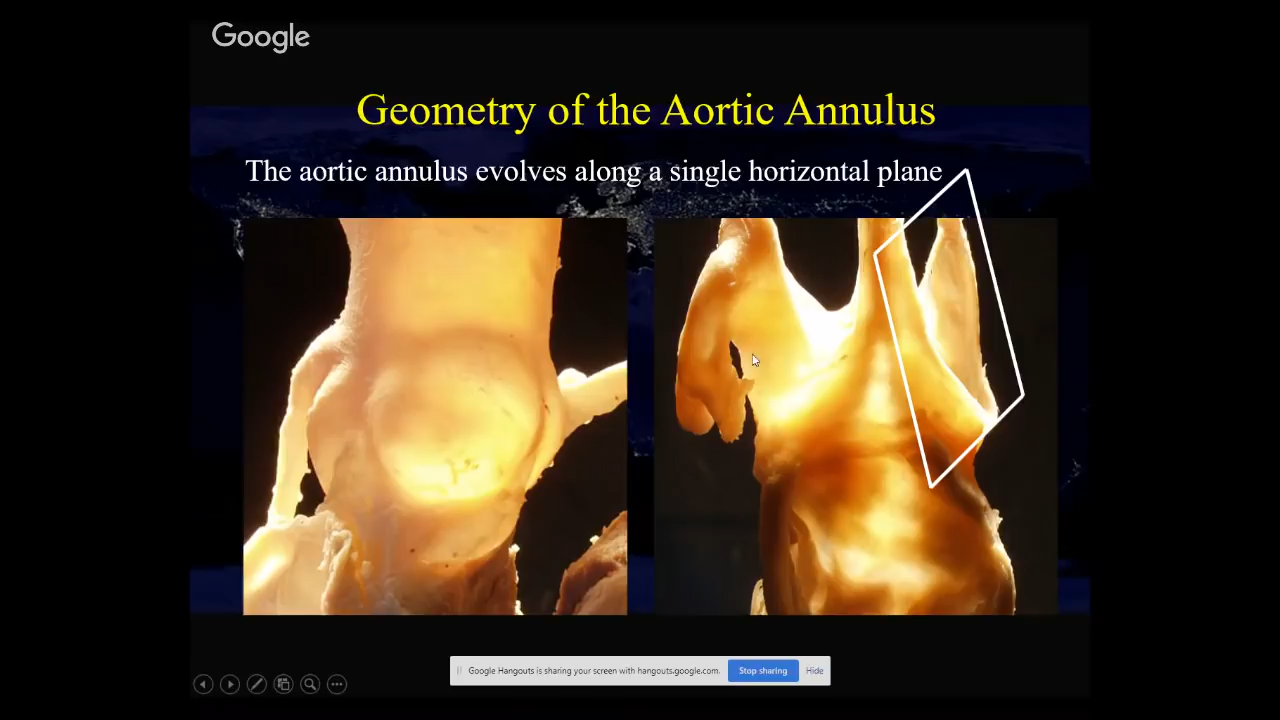 Google
Geometry of the Aortic Annulus
The aortic annulus evolves along a single horizontal plane
Google Hangouts is sharing your screen with hangouts.google.com.
Stop sharing
Hide